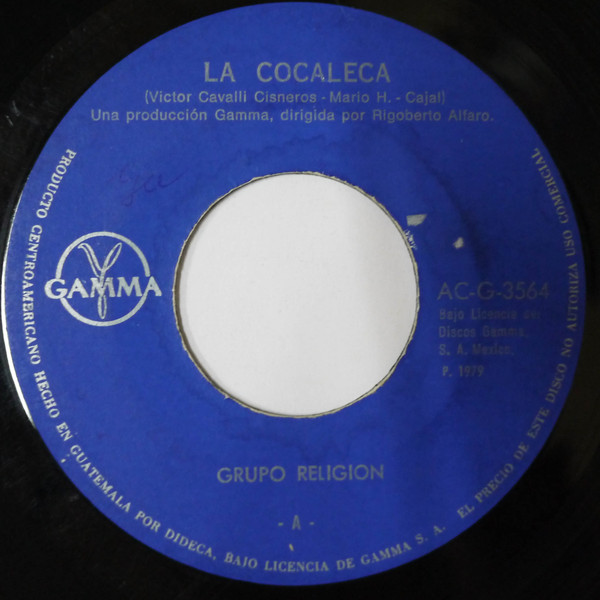 LA COCALECA
(Victor Cavalli Cisneros - Mario H. - Cajal)
Una producción Gamma, dirigida por Rigoberto Alfaro.
GAMMA
AC-G-3564
Bajo Licencia de:
Discos Gamma,
S. A. Mexico.
P. 1979
GRUPO RELIGION
- A -
PRODUCTO CENTROAMERICANO HECHO EN GUATEMALA POR DIDECA, BAJO LICENCIA DE GAMMA S. A. EL PRECIO DE ESTE DISCO NO AUTORIZA USO COMERCIAL